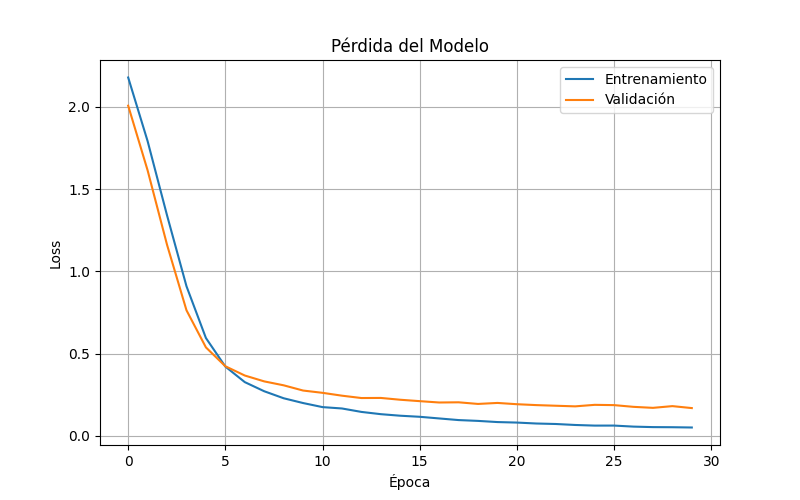 Pérdida del Modelo
Entrenamiento
Validación
Loss
2.0
1.5
1.0
0.5
0.0
0 5 10 15 20 25 30
Época